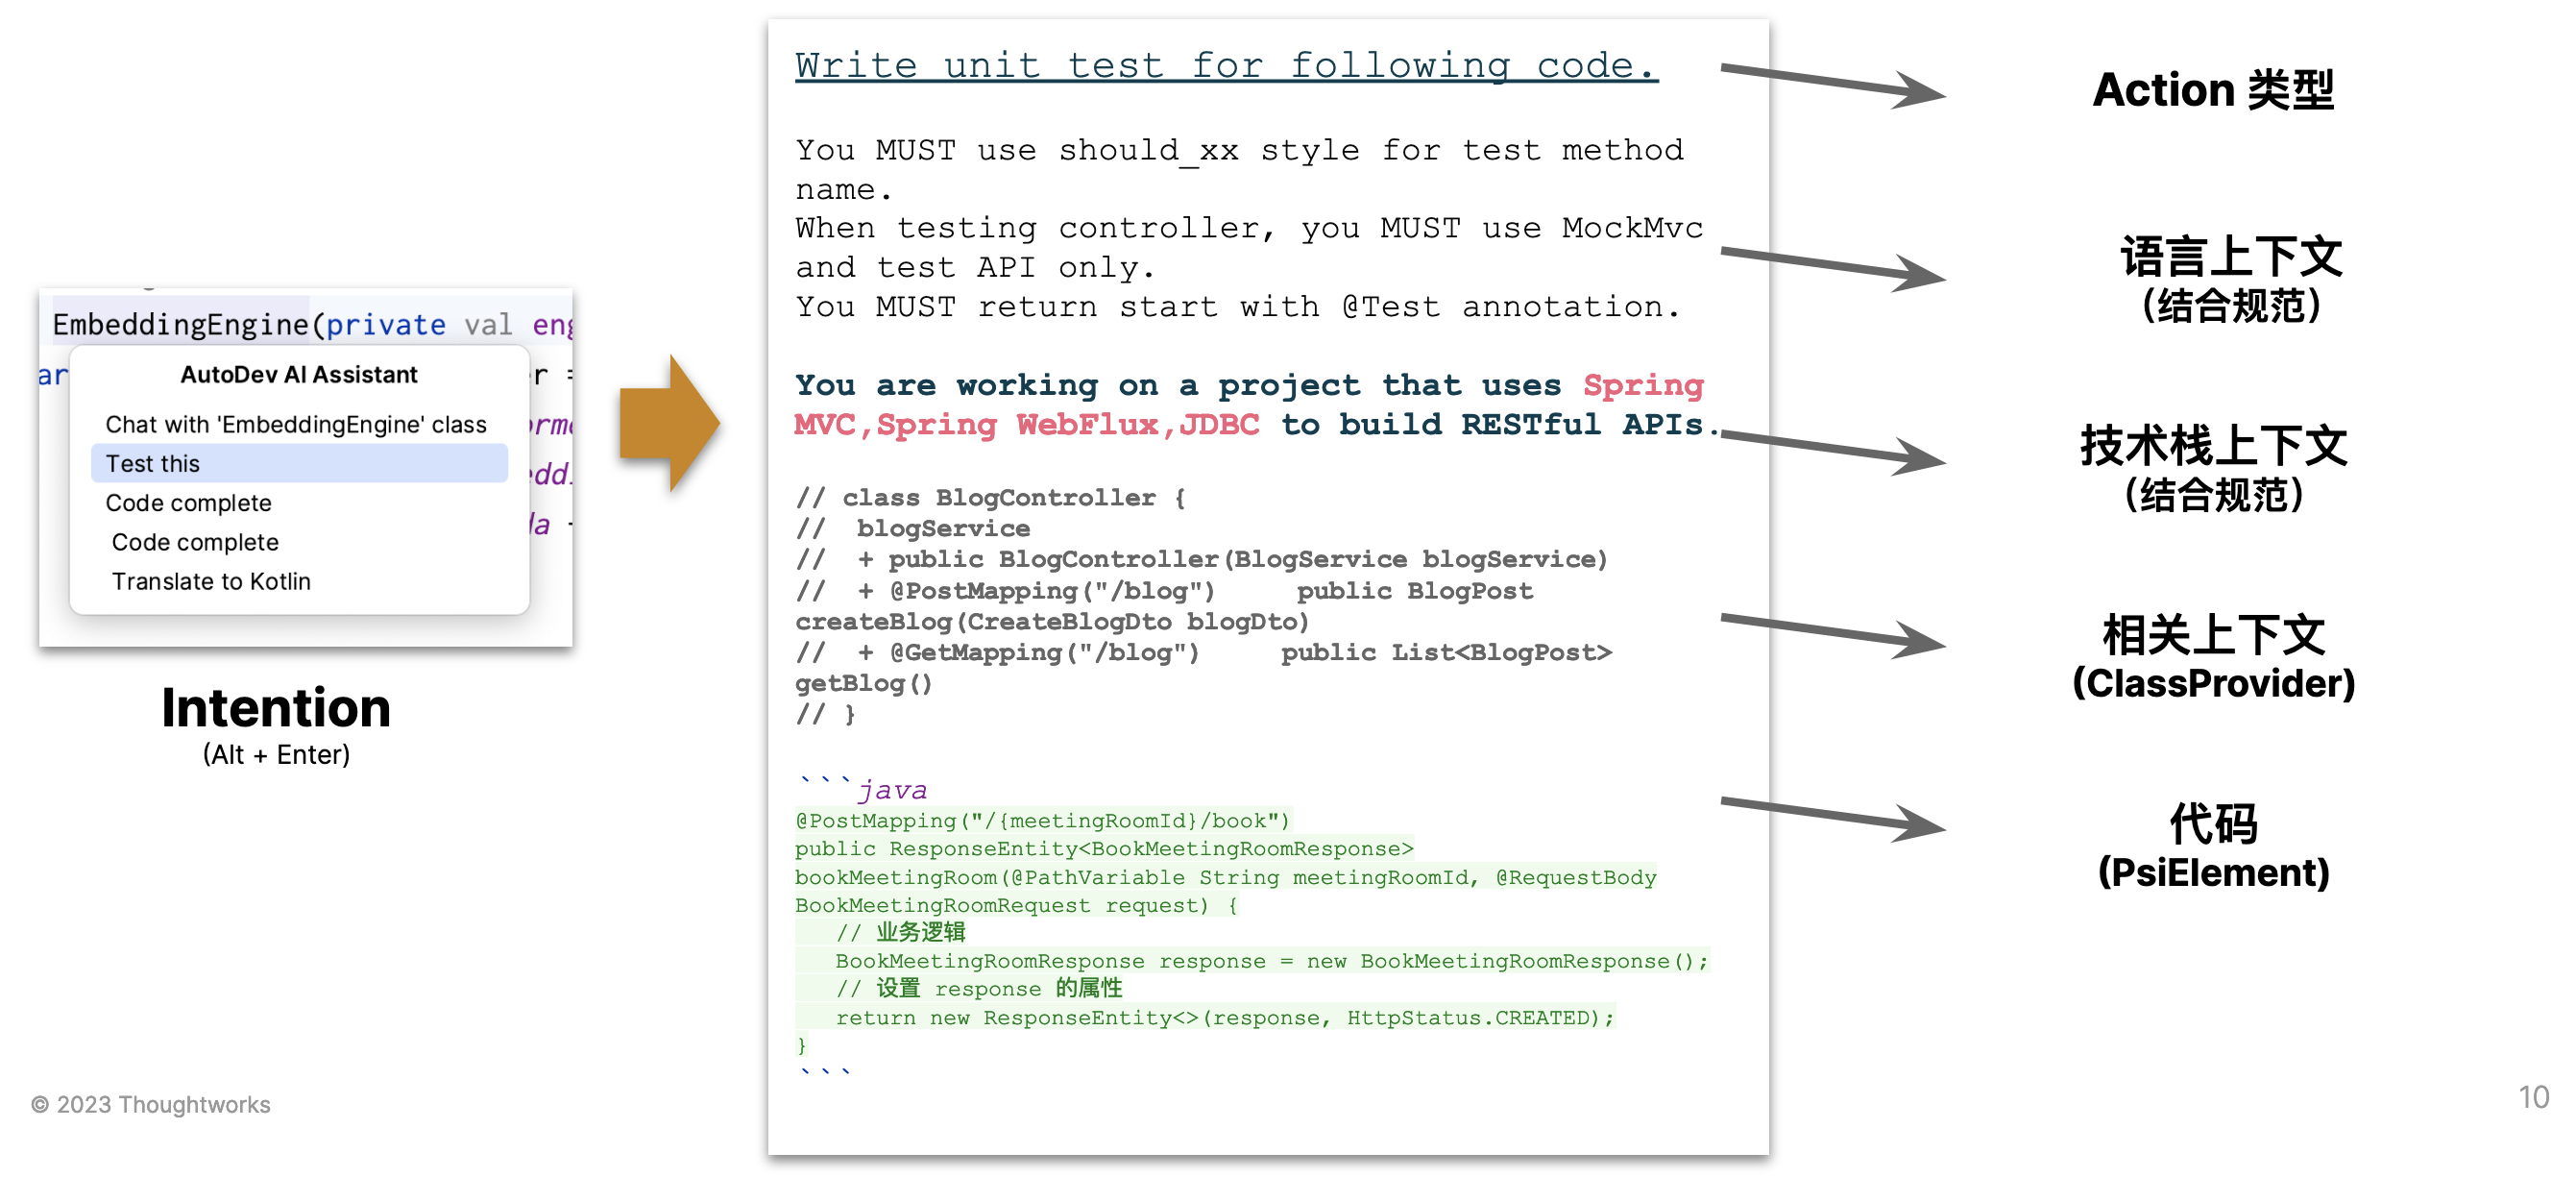 EmbeddingEngine(private val eng
ar
er =
AutoDev AI Assistant
Chat with 'EmbeddingEngine' class
Test this
Code complete
Code complete
Translate to Kotlin
Intention
(Alt + Enter)
Write unit test for following code.
You MUST use should_xx style for test method
name.
When testing controller, you MUST use MockMvc
and test API only.
You MUST return start with @Test annotation.
You are working on a project that uses Spring
MVC,Spring WebFlux,JDBC to build RESTful APIs.
// class BlogController {
//  blogService
//  + public BlogController(BlogService blogService)
//  + @PostMapping("/blog")     public BlogPost
createBlog(CreateBlogDto blogDto)
//  + @GetMapping("/blog")     public List<BlogPost>
getBlog()
// }
```java
@PostMapping("/{meetingRoomId}/book")
public ResponseEntity<BookMeetingRoomResponse>
bookMeetingRoom(@PathVariable String meetingRoomId, @RequestBody
BookMeetingRoomRequest request) {
// 业务逻辑
BookMeetingRoomResponse response = new BookMeetingRoomResponse();
// 设置 response 的属性
return new ResponseEntity<>(response, HttpStatus.CREATED);
}
```
Action 类型
语言上下文
（结合规范）
技术栈上下文
（结合规范）
相关上下文
(ClassProvider)
代码
(PsiElement)
© 2023 Thoughtworks
10